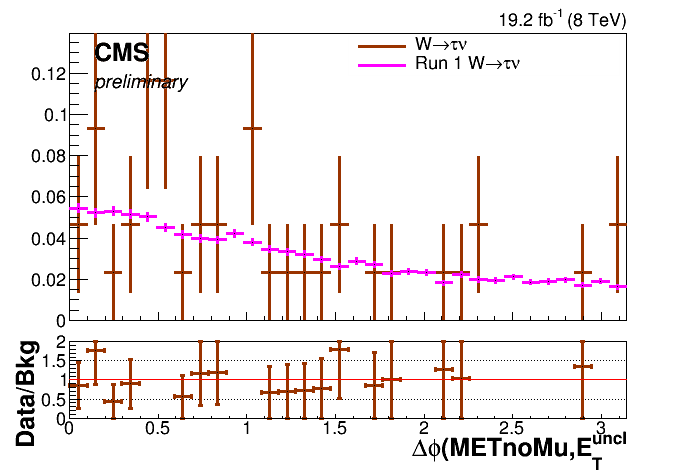 19.2 fb-1 (8 TeV)
CMS
preliminary
W→τν
Run 1 W→τν
0.12
0.1
0.08
0.06
0.04
0.02
0
Data/Bkg
2
1.5
1
0.5
0
0 0.5 1 1.5 2 2.5 3
Δϕ(METnoMu,E_T^uncl